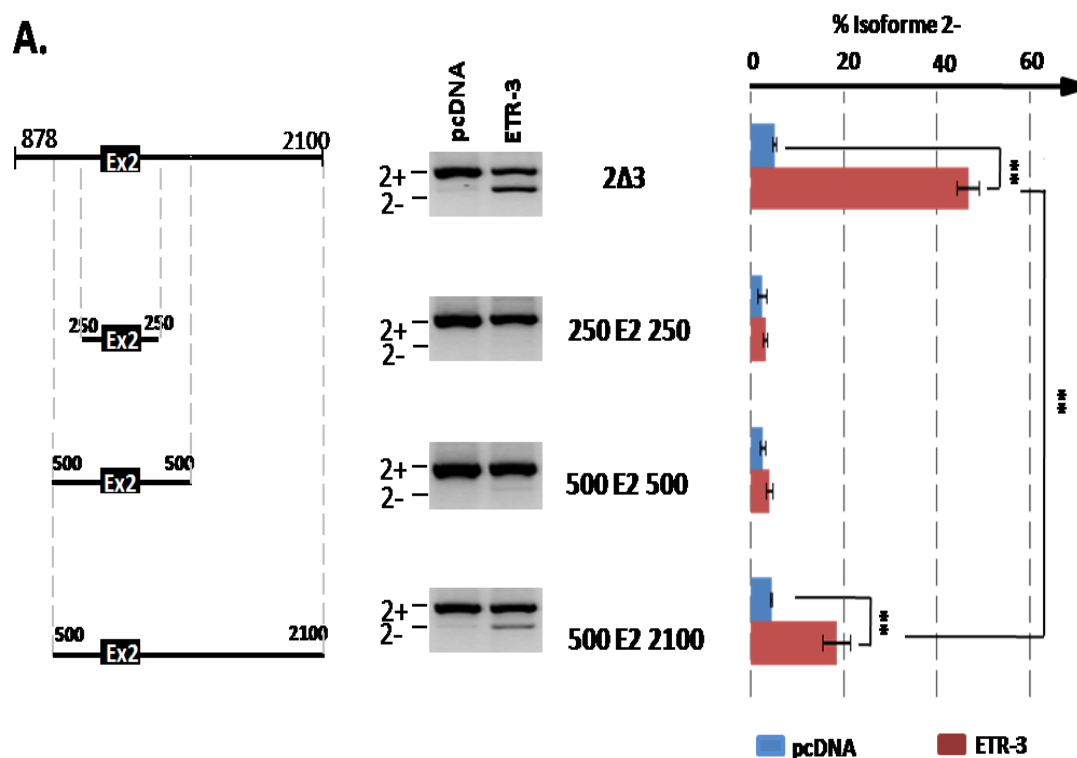 A.
% Isoforme 2-
0 20 40 60
pcDNA
ETR-3
878 2100
Ex2
2+
2-
2Δ3
**
250 250
Ex2
2+
2-
250 E2 250
**
500 500
Ex2
2+
2-
500 E2 500
500 2100
Ex2
2+
2-
500 E2 2100
**
pcDNA
ETR-3